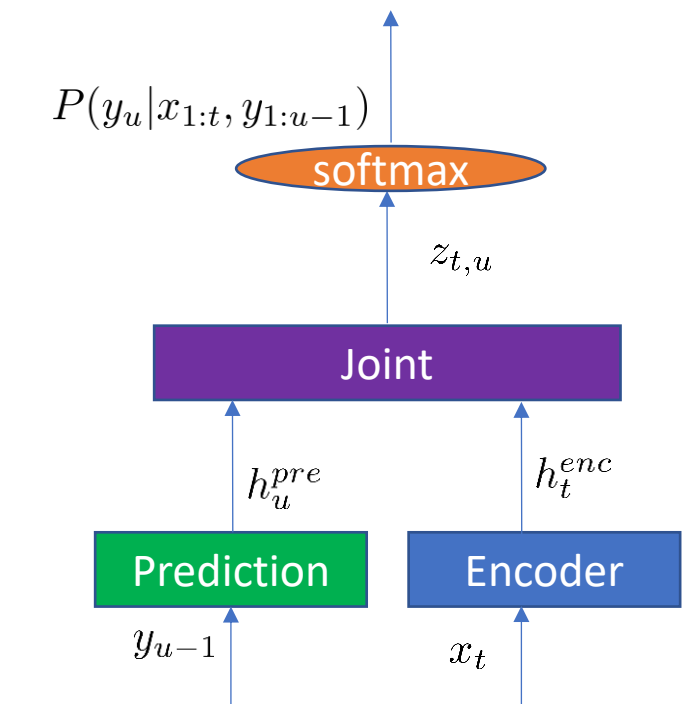 P(y_u|x_{1:t}, y_{1:u-1})
softmax
z_{t,u}
Joint
h_u^{pre}
h_t^{enc}
Prediction
Encoder
y_{u-1}
x_t